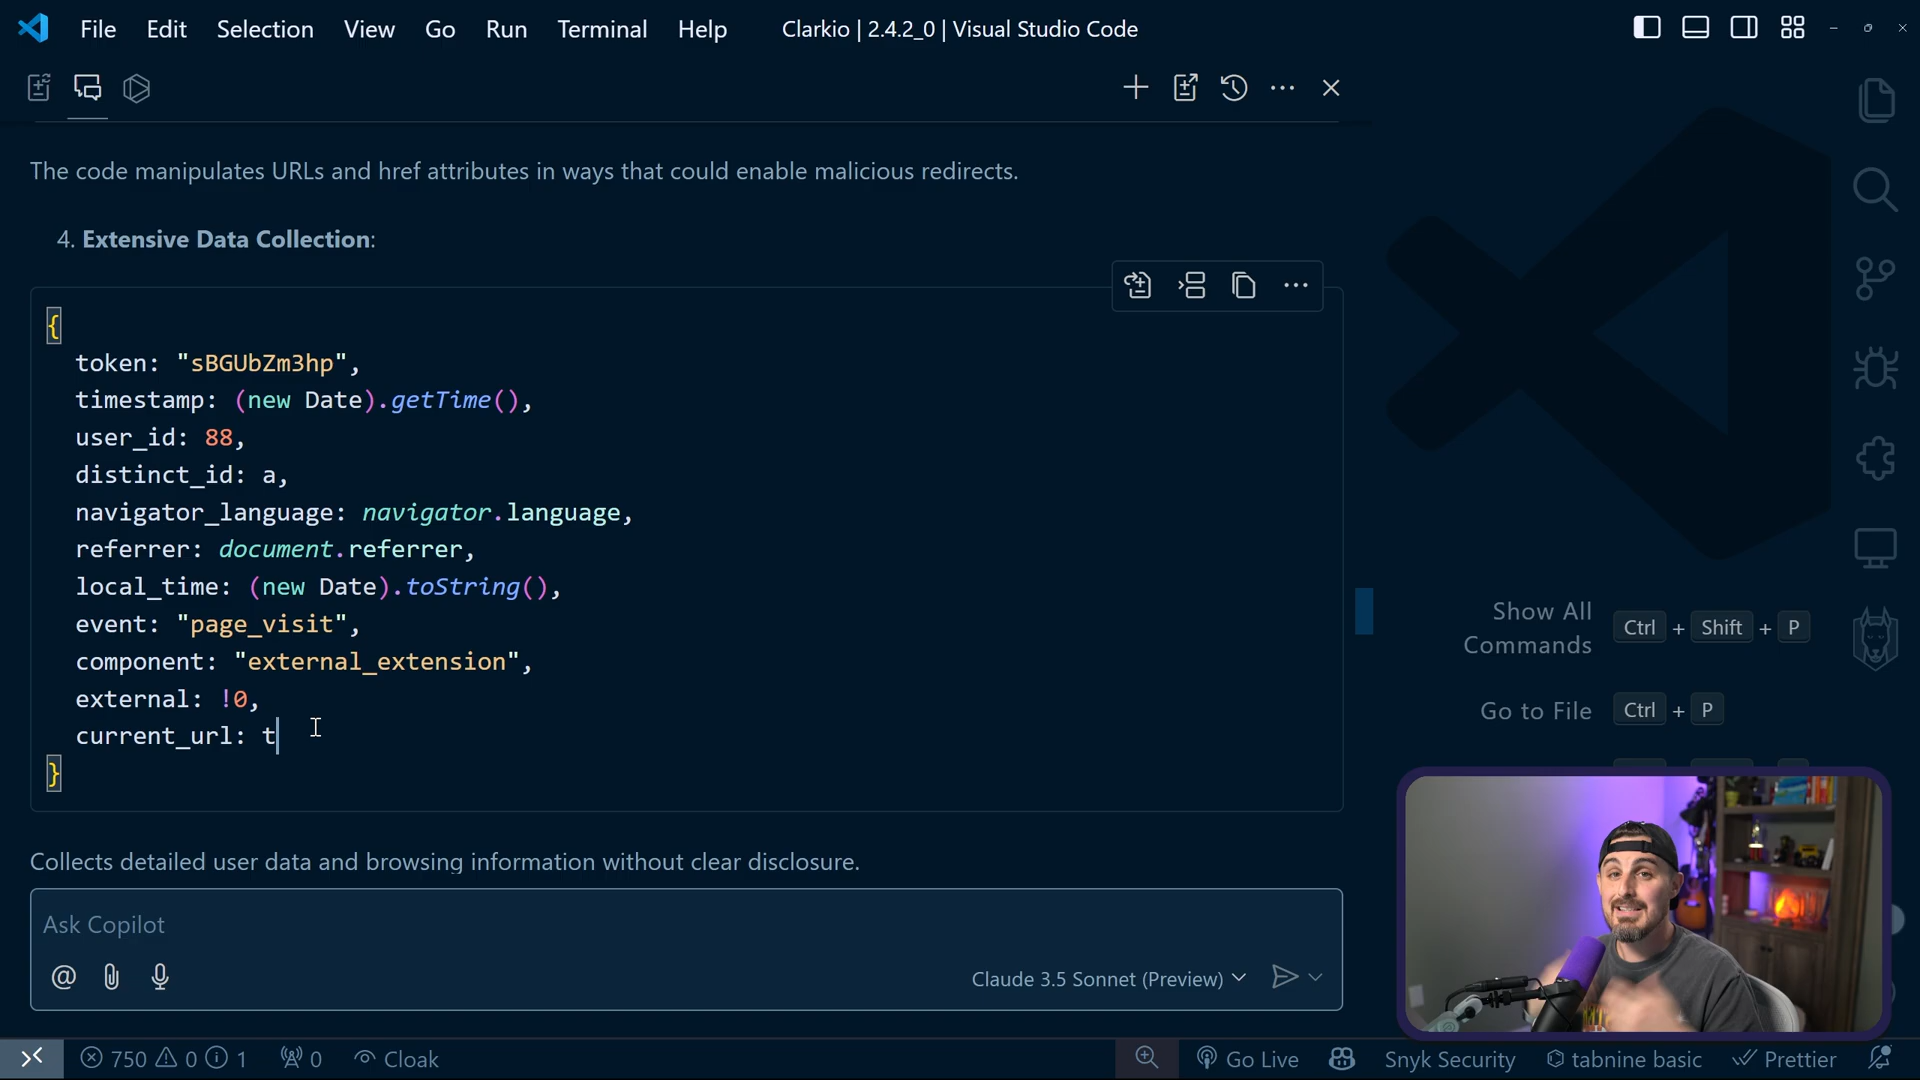 File Edit Selection View Go Run Terminal Help Clarkio | 2.4.2_0 | Visual Studio Code
The code manipulates URLs and href attributes in ways that could enable malicious redirects.
4. Extensive Data Collection:
{
token: "sBGUbZm3hp",
timestamp: (new Date).getTime(),
user_id: 88,
distinct_id: a,
navigator_language: navigator.language,
referrer: document.referrer,
local_time: (new Date).toString(),
event: "page_visit",
component: "external_extension",
external: !0,
current_url: t
}
Collects detailed user data and browsing information without clear disclosure.
Ask Copilot
@
Claude 3.5 Sonnet (Preview)
Show All
Commands
Ctrl + Shift + P
Go to File Ctrl + P
750 0 1 0 Cloak Go Live Snyk Security tabnine basic Prettier